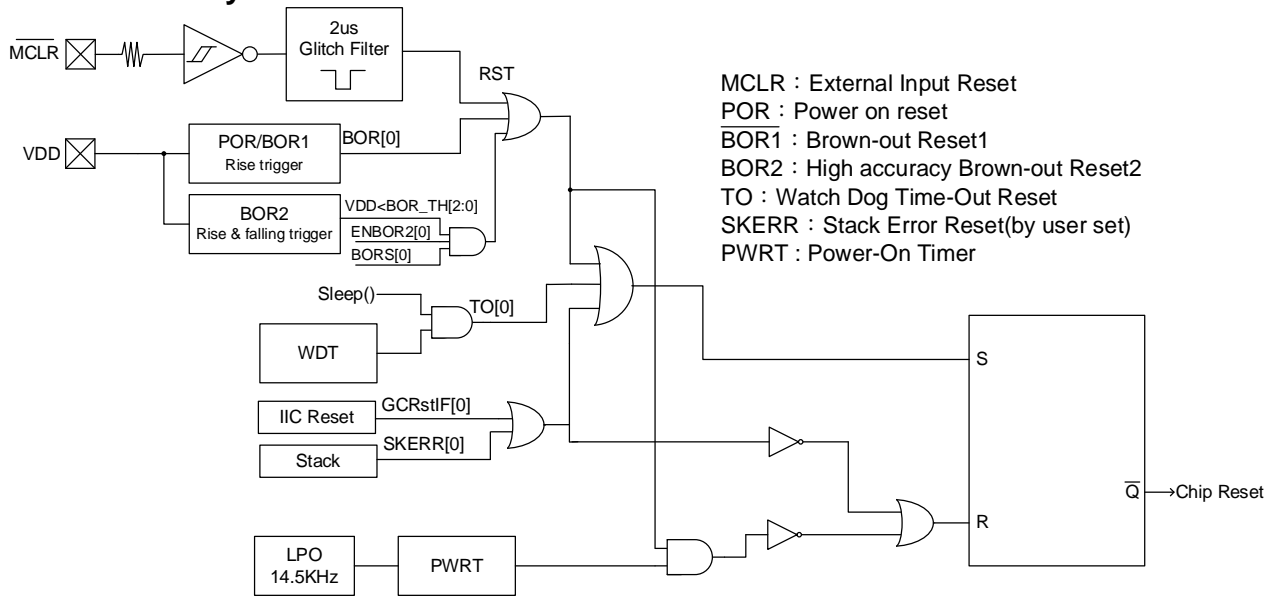 MCLR
2us
Glitch Filter
RST
VDD
POR/BOR1
Rise trigger
BOR[0]
BOR2
Rise & falling trigger
VDD<BOR_TH[2:0]
ENBOR2[0]
BORS[0]
MCLR：External Input Reset
POR：Power on reset
BOR1：Brown-out Reset1
BOR2：High accuracy Brown-out Reset2
TO：Watch Dog Time-Out Reset
SKERR：Stack Error Reset(by user set)
PWRT : Power-On Timer
Sleep()
TO[0]
WDT
IIC Reset
GCRstIF[0]
Stack
SKERR[0]
LPO
14.5KHz
PWRT
S
R
Q
Chip Reset